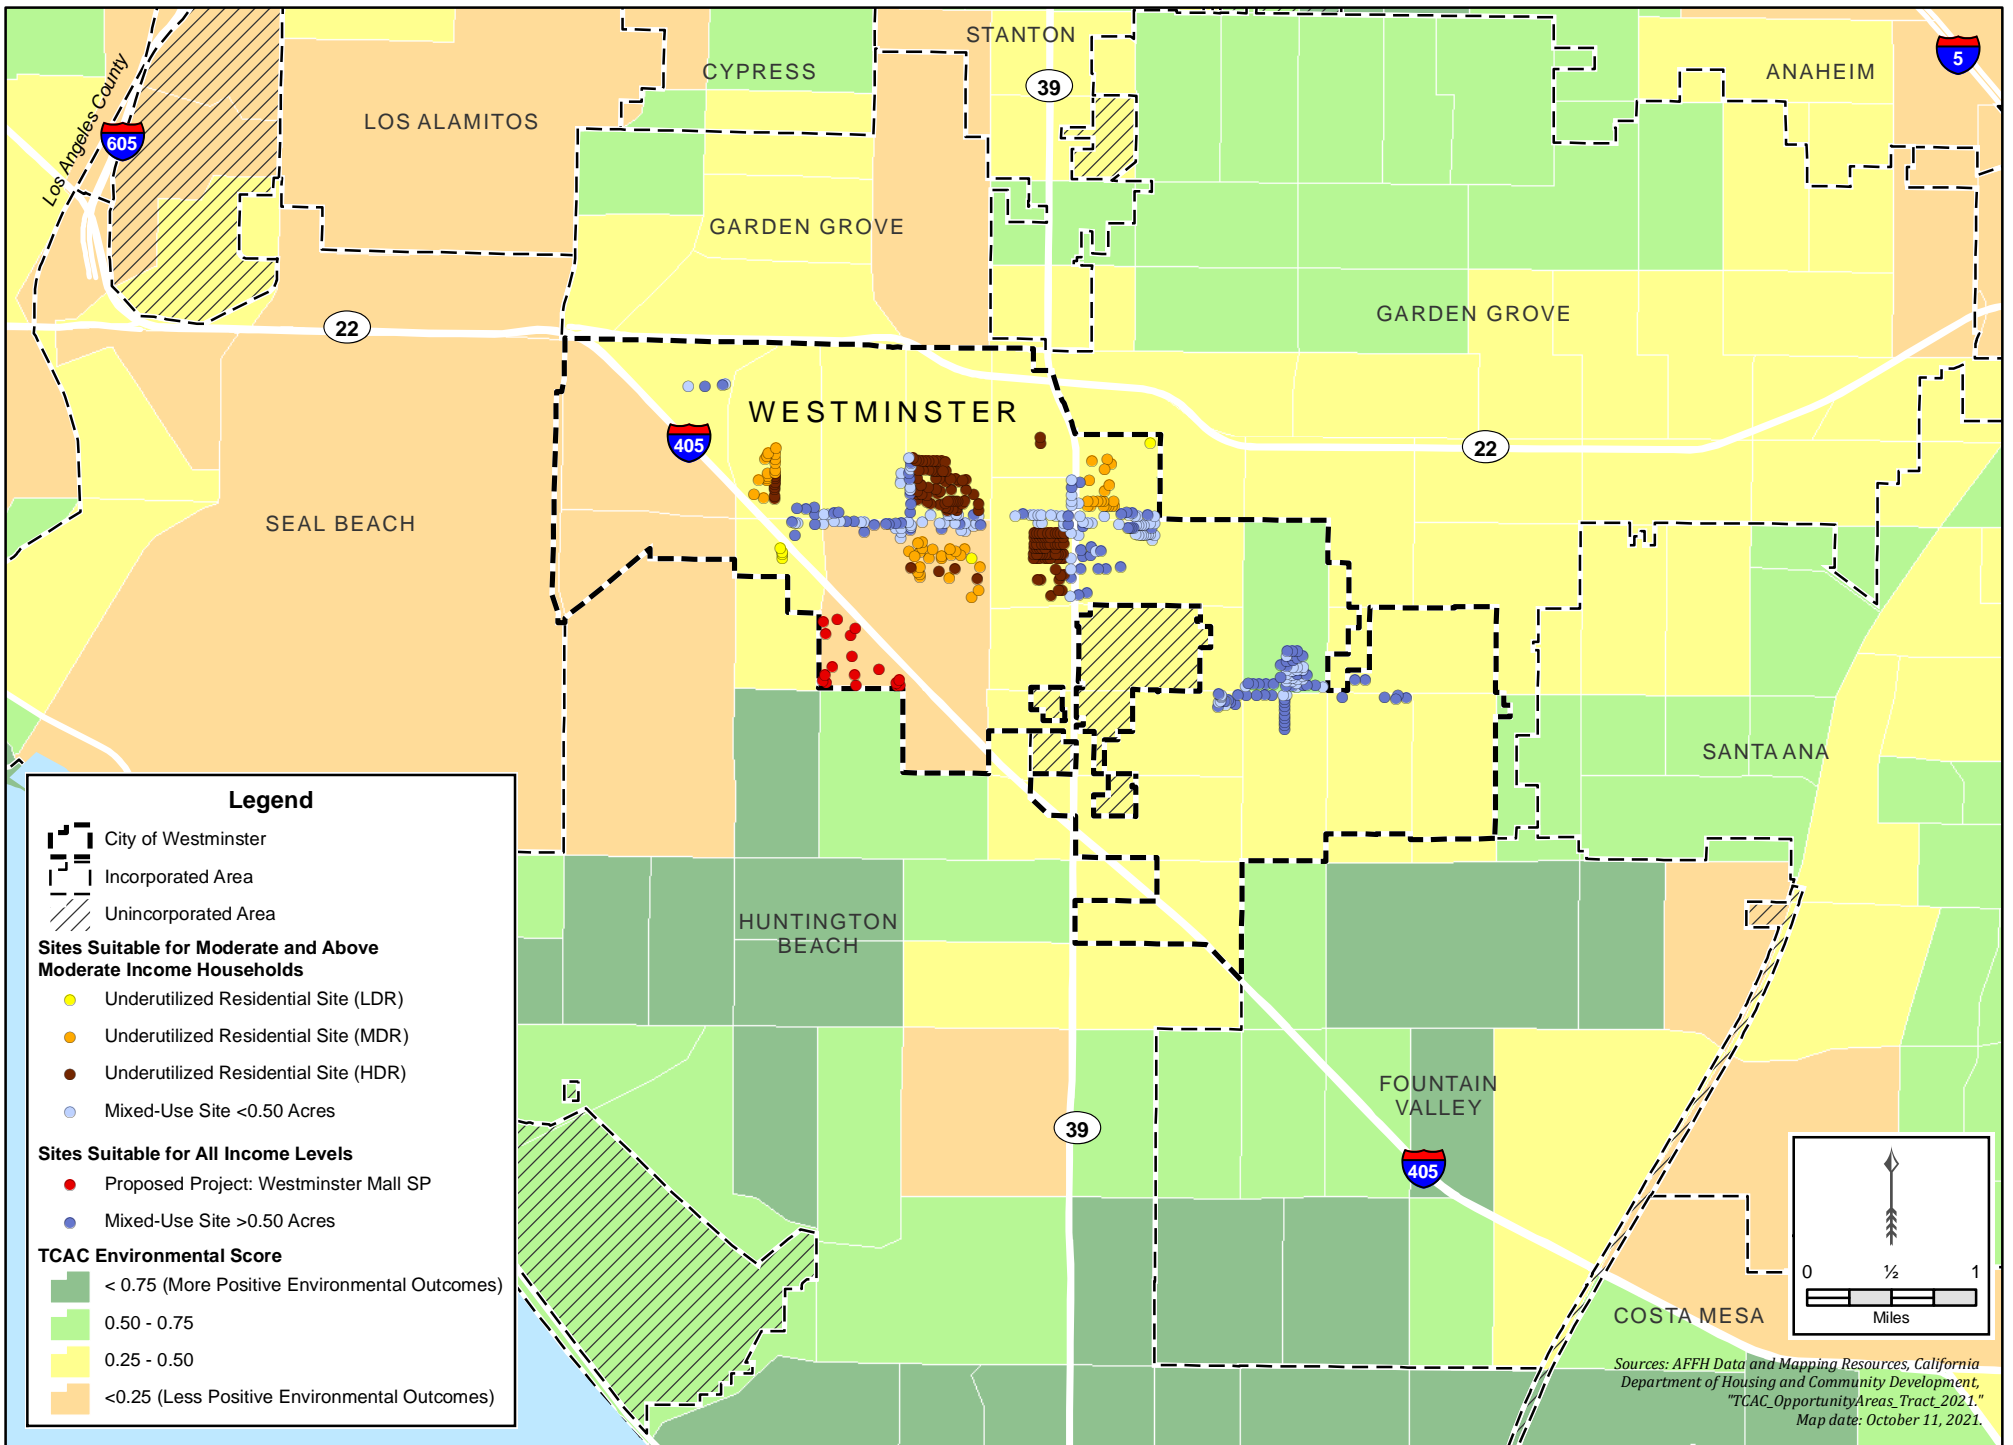 STANTON
CYPRESS
39
ANAHEIM
5
Los Angeles County
605
LOS ALAMITOS
GARDEN GROVE
22
GARDEN GROVE
WESTMINSTER
405
22
SEAL BEACH
SANTA ANA
HUNTINGTON
BEACH
FOUNTAIN
VALLEY
39
405
COSTA MESA
Legend
City of Westminster
Incorporated Area
Unincorporated Area
Sites Suitable for Moderate and Above
Moderate Income Households
Underutilized Residential Site (LDR)
Underutilized Residential Site (MDR)
Underutilized Residential Site (HDR)
Mixed-Use Site <0.50 Acres
Sites Suitable for All Income Levels
Proposed Project: Westminster Mall SP
Mixed-Use Site >0.50 Acres
TCAC Environmental Score
< 0.75 (More Positive Environmental Outcomes)
0.50 - 0.75
0.25 - 0.50
<0.25 (Less Positive Environmental Outcomes)
0 ½ 1
Miles
Sources: AFFH Data and Mapping Resources, California
Department of Housing and Community Development,
"TCAC_OpportunityAreas_Tract_2021."
Map date: October 11, 2021.